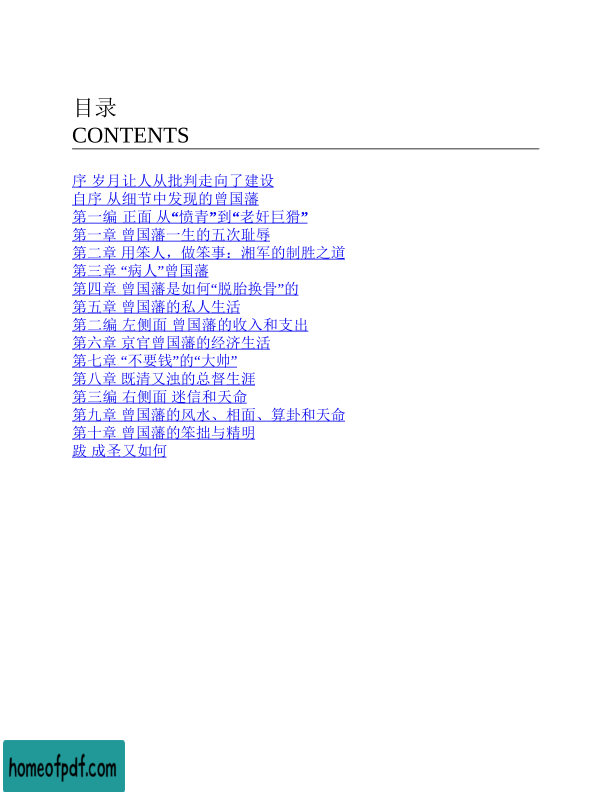 目录
CONTENTS
序 岁月让人从批判走向了建设
自序 从细节中发现的曾国藩
第一编 正面 从“愤青”到“老奸巨猾”
第一章 曾国藩一生的五次耻辱
第二章 用笨人，做笨事：湘军的制胜之道
第三章 “病人”曾国藩
第四章 曾国藩是如何“脱胎换骨”的
第五章 曾国藩的私人生活
第二编 左侧面 曾国藩的收入和支出
第六章 京官曾国藩的经济生活
第七章 “不要钱”的“大帅”
第八章 既清又浊的总督生涯
第三编 右侧面 迷信和天命
第九章 曾国藩的风水、相面、算卦和天命
第十章 曾国藩的笨拙与精明
跋 成圣又如何
homeofpdf.com